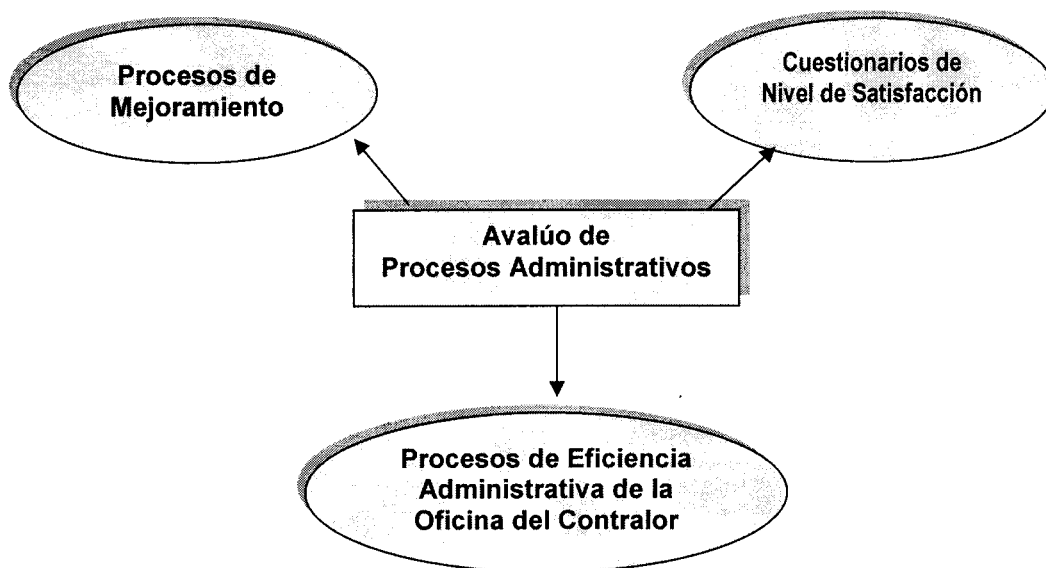 Procesos de
Mejoramiento
Cuestionarios de
Nivel de Satisfacción
Avalúo de
Procesos Administrativos
Procesos de Eficiencia
Administrativa de la
Oficina del Contralor